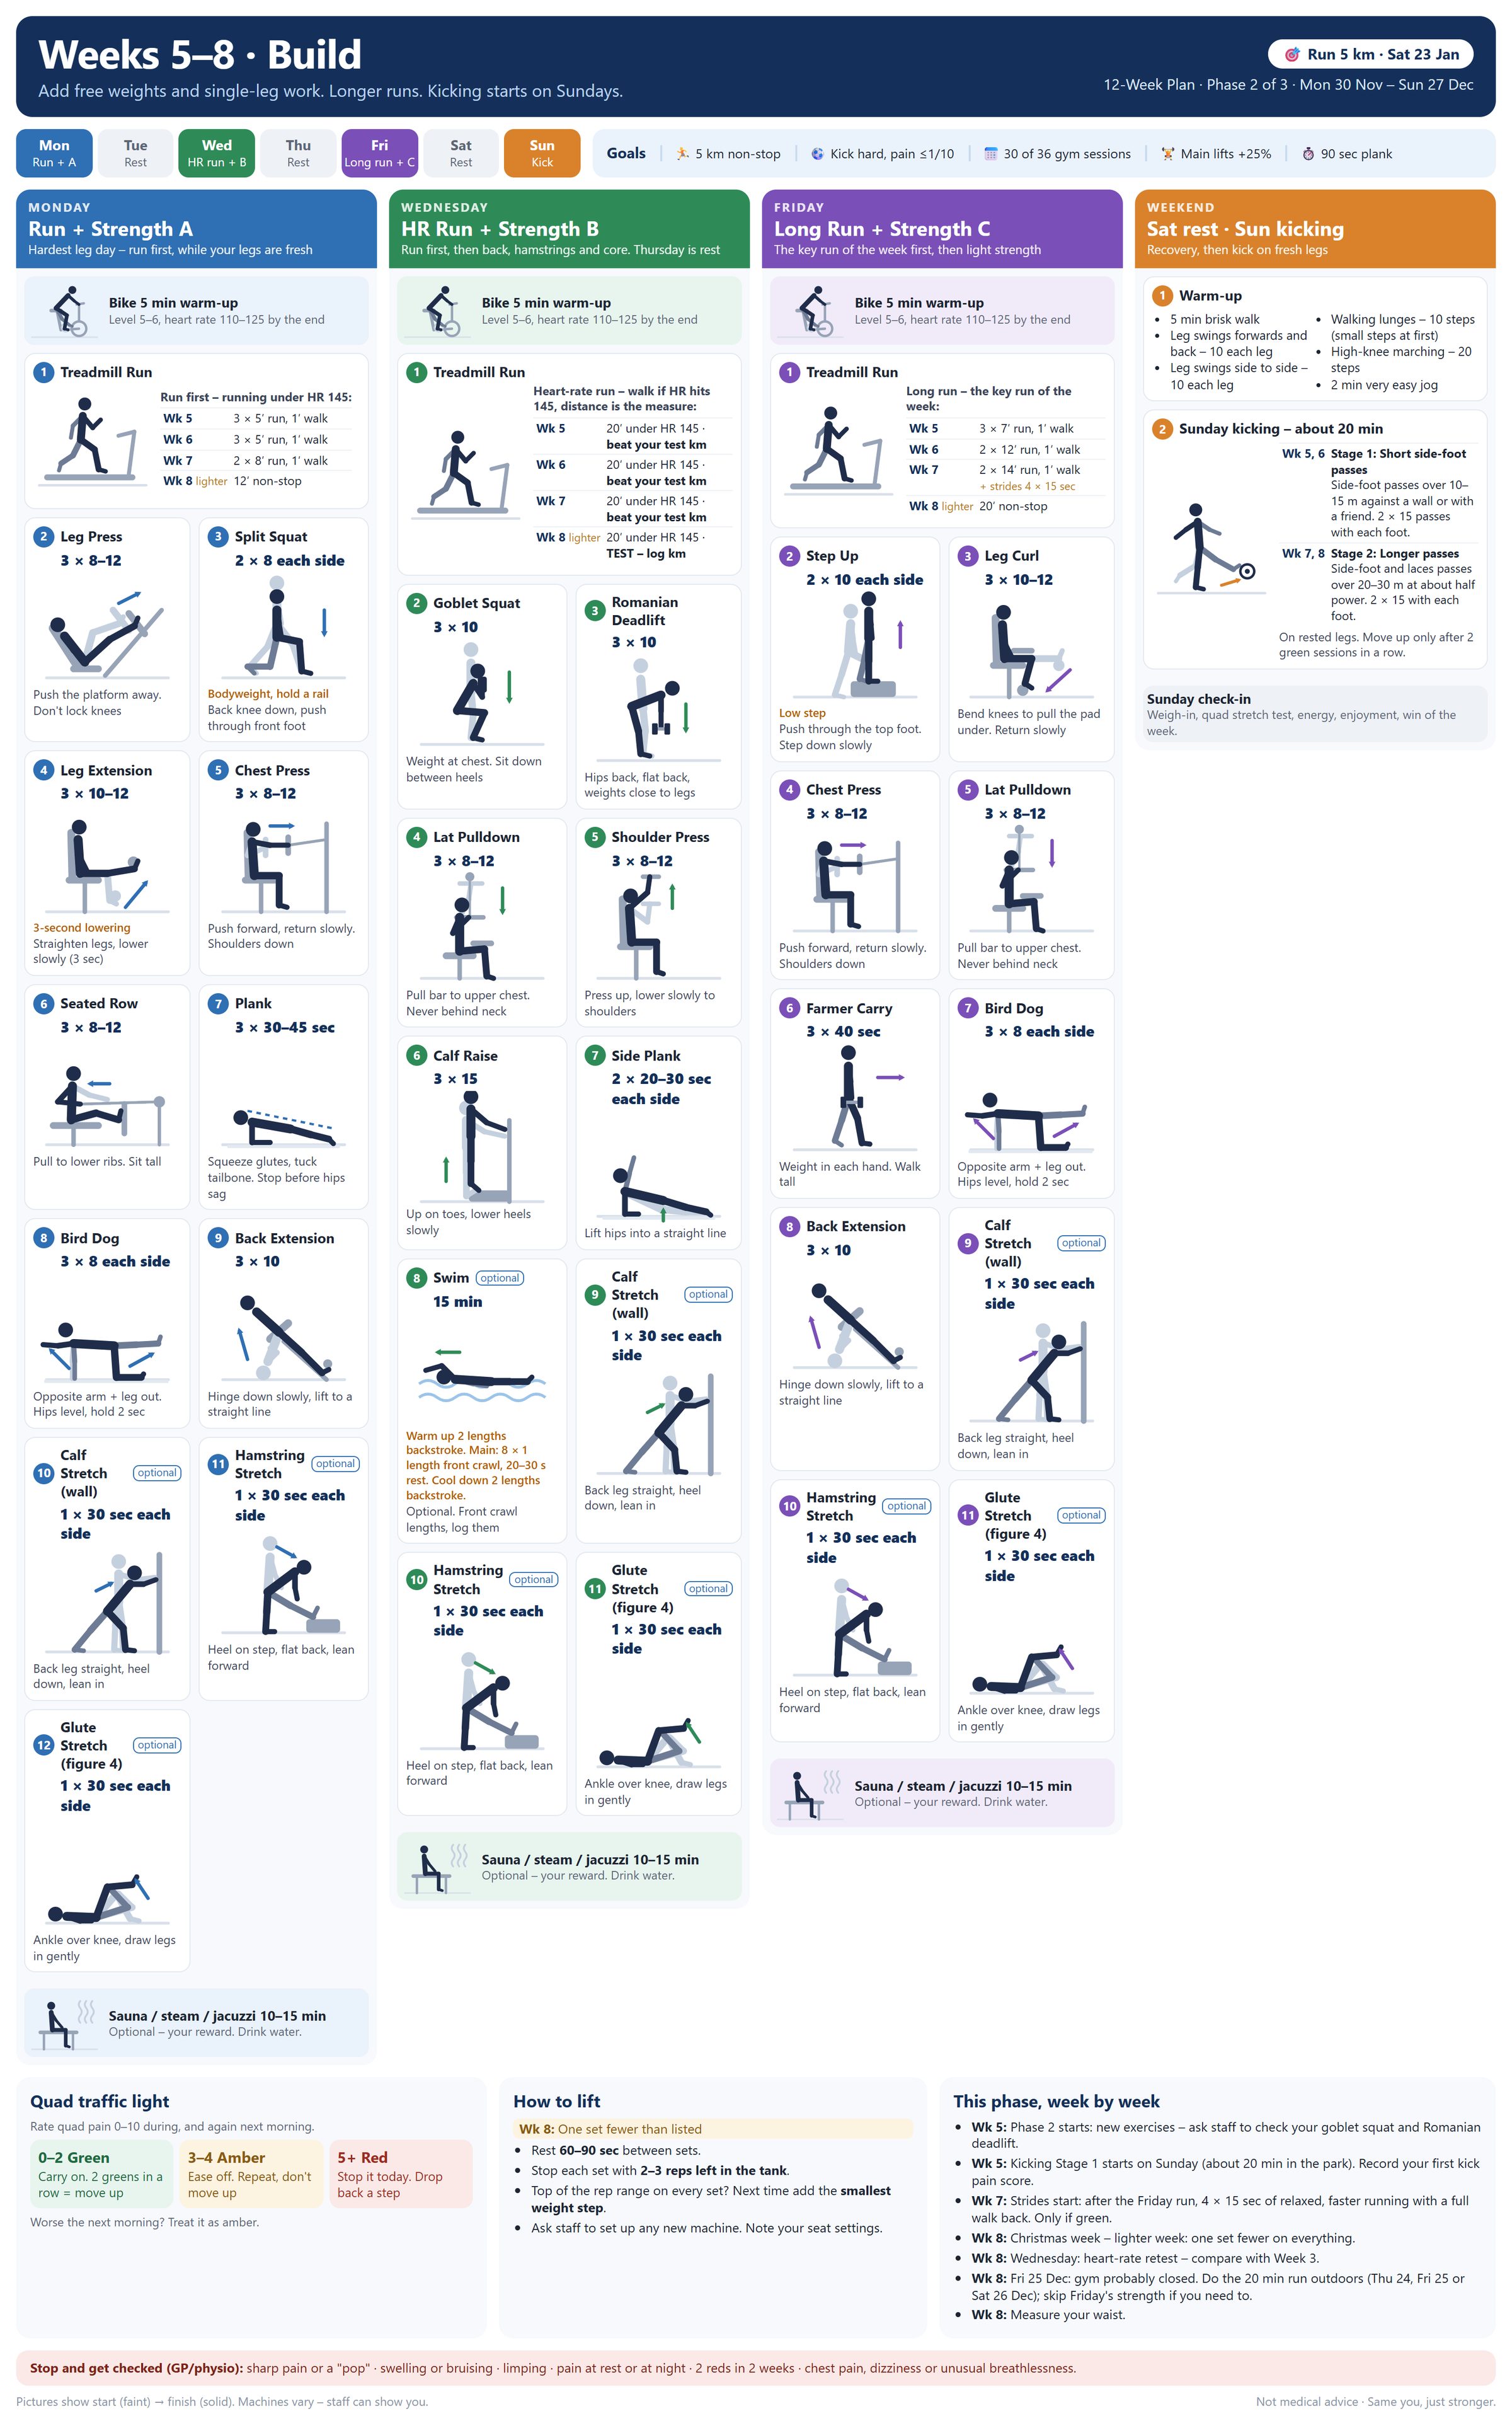 Weeks 5–8 · Build
Add free weights and single-leg work. Longer runs. Kicking starts on Sundays.
🎯 Run 5 km · Sat 23 Jan
12-Week Plan · Phase 2 of 3 · Mon 30 Nov – Sun 27 Dec
Mon
Run + A
Tue
Rest
Wed
HR run + B
Thu
Rest
Fri
Long run + C
Sat
Rest
Sun
Kick
Goals
🏃 5 km non-stop
⚽ Kick hard, pain ≤1/10
🗓️ 30 of 36 gym sessions
🏋️ Main lifts +25%
⏱️ 90 sec plank
MONDAY
Run + Strength A
Hardest leg day – run first, while your legs are fresh
Bike 5 min warm-up
Level 5–6, heart rate 110–125 by the end
1 Treadmill Run
Run first – running under HR 145:
Wk 5 3 × 5′ run, 1′ walk
Wk 6 3 × 5′ run, 1′ walk
Wk 7 2 × 8′ run, 1′ walk
Wk 8 lighter 12′ non-stop
2 Leg Press
3 × 8–12
Push the platform away.
Don't lock knees
3 Split Squat
2 × 8 each side
Bodyweight, hold a rail
Back knee down, push
through front foot
4 Leg Extension
3 × 10–12
3-second lowering
Straighten legs, lower
slowly (3 sec)
5 Chest Press
3 × 8–12
Push forward, return slowly.
Shoulders down
6 Seated Row
3 × 8–12
Pull to lower ribs. Sit tall
7 Plank
3 × 30–45 sec
Squeeze glutes, tuck
tailbone. Stop before hips
sag
8 Bird Dog
3 × 8 each side
Opposite arm + leg out.
Hips level, hold 2 sec
9 Back Extension
3 × 10
Hinge down slowly, lift to a
straight line
10 Calf
Stretch
(wall)
optional
1 × 30 sec each
side
Back leg straight, heel
down, lean in
11 Hamstring
Stretch
optional
1 × 30 sec each
side
Heel on step, flat back, lean
forward
12 Glute
Stretch
(figure 4)
optional
1 × 30 sec each
side
Ankle over knee, draw legs
in gently
Sauna / steam / jacuzzi 10–15 min
Optional – your reward. Drink water.
WEDNESDAY
HR Run + Strength B
Run first, then back, hamstrings and core. Thursday is rest
Bike 5 min warm-up
Level 5–6, heart rate 110–125 by the end
1 Treadmill Run
Heart-rate run – walk if HR hits
145, distance is the measure:
Wk 5 20′ under HR 145 ·
beat your test km
Wk 6 20′ under HR 145 ·
beat your test km
Wk 7 20′ under HR 145 ·
beat your test km
Wk 8 lighter 20′ under HR 145 ·
TEST – log km
2 Goblet Squat
3 × 10
Weight at chest. Sit down
between heels
3 Romanian
Deadlift
3 × 10
Hips back, flat back,
weights close to legs
4 Lat Pulldown
3 × 8–12
Pull bar to upper chest.
Never behind neck
5 Shoulder Press
3 × 8–12
Press up, lower slowly to
shoulders
6 Calf Raise
3 × 15
Up on toes, lower heels
slowly
7 Side Plank
2 × 20–30 sec
each side
Lift hips into a straight line
8 Swim optional
15 min
Warm up 2 lengths
backstroke. Main: 8 × 1
length front crawl, 20–30 s
rest. Cool down 2 lengths
backstroke.
Optional. Front crawl
lengths, log them
9 Calf
Stretch
(wall)
optional
1 × 30 sec each
side
Back leg straight, heel
down, lean in
10 Hamstring
Stretch
optional
1 × 30 sec each
side
Heel on step, flat back, lean
forward
11 Glute
Stretch
(figure 4)
optional
1 × 30 sec each
side
Ankle over knee, draw legs
in gently
Sauna / steam / jacuzzi 10–15 min
Optional – your reward. Drink water.
FRIDAY
Long Run + Strength C
The key run of the week first, then light strength
Bike 5 min warm-up
Level 5–6, heart rate 110–125 by the end
1 Treadmill Run
Long run – the key run of the
week:
Wk 5 3 × 7′ run, 1′ walk
Wk 6 2 × 12′ run, 1′ walk
Wk 7 2 × 14′ run, 1′ walk
+ strides 4 × 15 sec
Wk 8 lighter 20′ non-stop
2 Step Up
2 × 10 each side
Low step
Push through the top foot.
Step down slowly
3 Leg Curl
3 × 10–12
Bend knees to pull the pad
under. Return slowly
4 Chest Press
3 × 8–12
Push forward, return slowly.
Shoulders down
5 Lat Pulldown
3 × 8–12
Pull bar to upper chest.
Never behind neck
6 Farmer Carry
3 × 40 sec
Weight in each hand. Walk
tall
7 Bird Dog
3 × 8 each side
Opposite arm + leg out.
Hips level, hold 2 sec
8 Back Extension
3 × 10
Hinge down slowly, lift to a
straight line
9 Calf
Stretch
(wall)
optional
1 × 30 sec each
side
Back leg straight, heel
down, lean in
10 Hamstring
Stretch
optional
1 × 30 sec each
side
Heel on step, flat back, lean
forward
11 Glute
Stretch
(figure 4)
optional
1 × 30 sec each
side
Ankle over knee, draw legs
in gently
Sauna / steam / jacuzzi 10–15 min
Optional – your reward. Drink water.
WEEKEND
Sat rest · Sun kicking
Recovery, then kick on fresh legs
1 Warm-up
• 5 min brisk walk
• Leg swings forwards and
back – 10 each leg
• Leg swings side to side –
10 each leg
• Walking lunges – 10 steps
(small steps at first)
• High-knee marching – 20
steps
• 2 min very easy jog
2 Sunday kicking – about 20 min
Wk 5, 6 Stage 1: Short side-foot
passes
Side-foot passes over 10–
15 m against a wall or with
a friend. 2 × 15 passes
with each foot.
Wk 7, 8 Stage 2: Longer passes
Side-foot and laces passes
over 20–30 m at about half
power. 2 × 15 with each
foot.
On rested legs. Move up only after 2
green sessions in a row.
Sunday check-in
Weigh-in, quad stretch test, energy, enjoyment, win of the
week.
Quad traffic light
Rate quad pain 0–10 during, and again next morning.
0–2 Green
Carry on. 2 greens in a
row = move up
3–4 Amber
Ease off. Repeat, don't
move up
5+ Red
Stop it today. Drop
back a step
Worse the next morning? Treat it as amber.
How to lift
Wk 8: One set fewer than listed
• Rest 60–90 sec between sets.
• Stop each set with 2–3 reps left in the tank.
• Top of the rep range on every set? Next time add the smallest
weight step.
• Ask staff to set up any new machine. Note your seat settings.
This phase, week by week
• Wk 5: Phase 2 starts: new exercises – ask staff to check your goblet squat and Romanian
deadlift.
• Wk 5: Kicking Stage 1 starts on Sunday (about 20 min in the park). Record your first kick
pain score.
• Wk 7: Strides start: after the Friday run, 4 × 15 sec of relaxed, faster running with a full
walk back. Only if green.
• Wk 8: Christmas week – lighter week: one set fewer on everything.
• Wk 8: Wednesday: heart-rate retest – compare with Week 3.
• Wk 8: Fri 25 Dec: gym probably closed. Do the 20 min run outdoors (Thu 24, Fri 25 or
Sat 26 Dec); skip Friday's strength if you need to.
• Wk 8: Measure your waist.
Stop and get checked (GP/physio): sharp pain or a "pop" · swelling or bruising · limping · pain at rest or at night · 2 reds in 2 weeks · chest pain, dizziness or unusual breathlessness.
Pictures show start (faint) → finish (solid). Machines vary – staff can show you.
Not medical advice · Same you, just stronger.